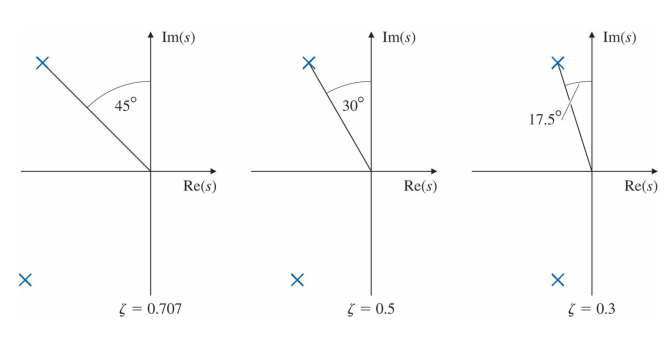 Im(s)
45°
Re(s)
ζ = 0.707
Im(s)
30°
Re(s)
ζ = 0.5
Im(s)
17.5°
Re(s)
ζ = 0.3